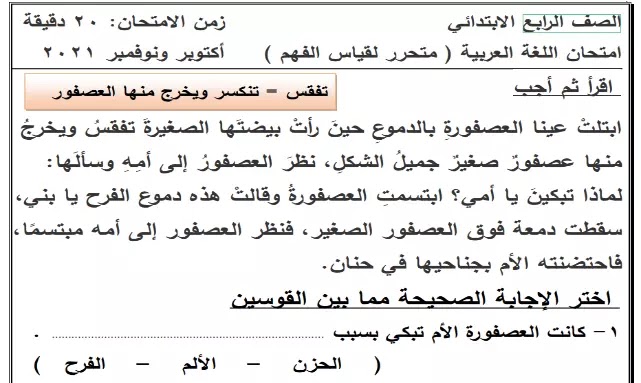 الصف الرابع الابتدائي زمن الامتحان: ٢٠ دقيقة
امتحان اللغة العربية ( متحرر لقياس الفهم ) أكتوبر ونوفمبر ٢٠٢١
اقرأ ثم أجب
تفقس = تنكسر ويخرج منها العصفور
ابتلتْ عينا العصفورةِ بالدموعِ حينَ رأتْ بيضتَها الصغيرةَ تفقسُ ويخرجُ
منها عصفورٌ صغيرٌ جميلُ الشكلِ، نظرَ العصفورُ إلى أمِهِ وسألَها:
لماذا تبكينَ يا أمي؟ ابتسمتِ العصفورةُ وقالتْ هذه دموع الفرح يا بني،
سقطت دمعة فوق العصفور الصغير، فنظر العصفور إلى أمه مبتسمًا،
فاحتضنته الأم بجناحيها في حنان.
اختر الإجابة الصحيحة مما بين القوسين
١- كانت العصفورة الأم تبكي بسبب .................................................... .
( الحزن – الألم – الفرح )